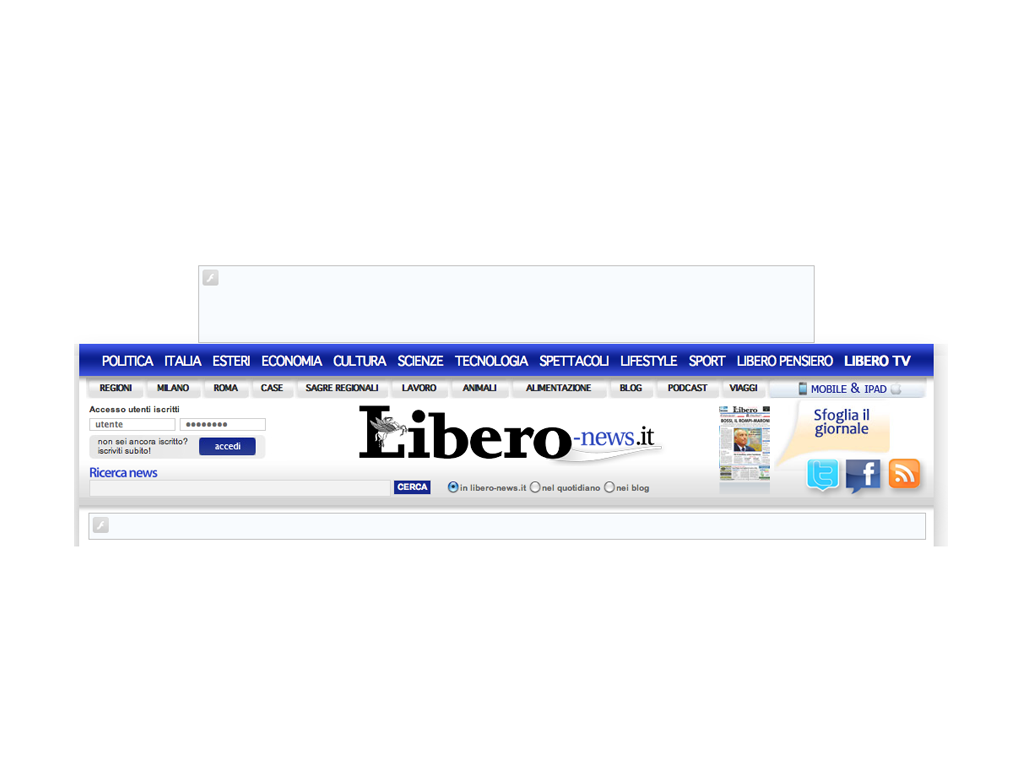 POLITICA ITALIA ESTERI ECONOMIA CULTURA SCIENZE TECNOLOGIA SPETTACOLI LIFESTYLE SPORT LIBERO PENSIERO LIBERO TV
REGIONI MILANO ROMA CASE SAGRE REGIONALI LAVORO ANIMALI ALIMENTAZIONE BLOG PODCAST VIAGGI MOBILE & IPAD
Accesso utenti iscritti
utente ••••••••
non sei ancora iscritto?
iscriviti subito!
accedi
Libero-news.it
Libero
BOSSI, IL ROMPI-MARONI
Sfoglia il
giornale
Ricerca news
CERCA
in libero-news.it nel quotidiano nei blog